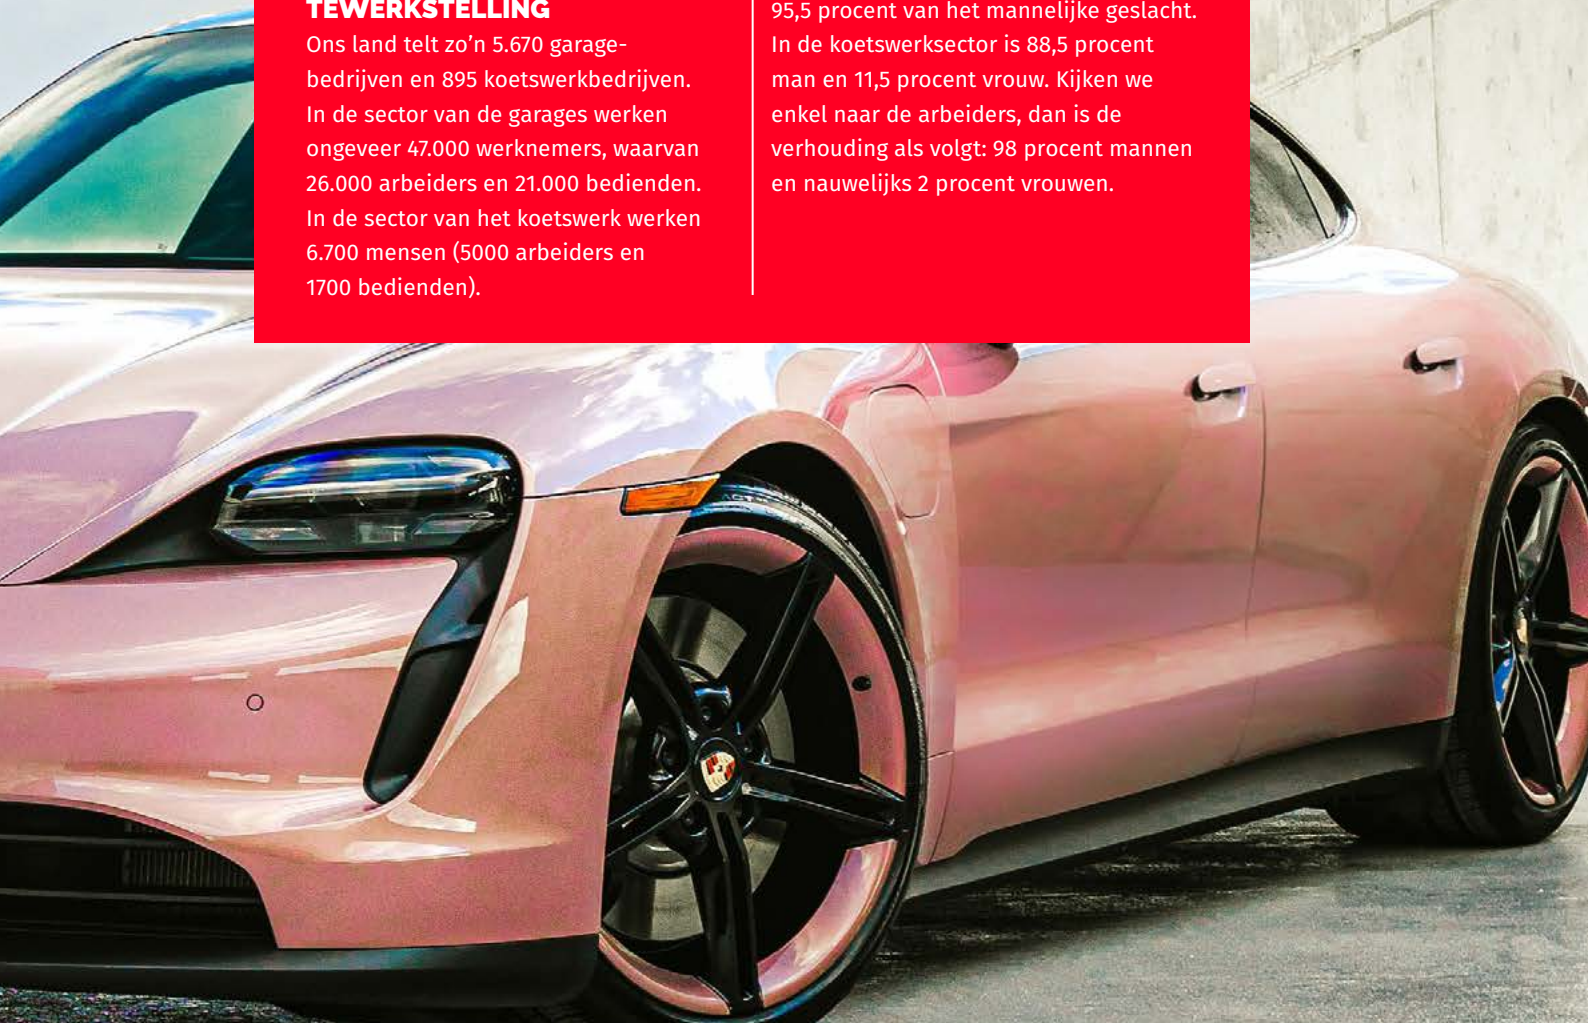 TEWERKSTELLING
Ons land telt zo’n 5.670 garage-
bedrijven en 895 koetswerkbedrijven.
In de sector van de garages werken
ongeveer 47.000 werknemers, waarvan
26.000 arbeiders en 21.000 bedienden.
In de sector van het koetswerk werken
6.700 mensen (5000 arbeiders en
1700 bedienden).
95,5 procent van het mannelijke geslacht.
In de koetswerksector is 88,5 procent
man en 11,5 procent vrouw. Kijken we
enkel naar de arbeiders, dan is de
verhouding als volgt: 98 procent mannen
en nauwelijks 2 procent vrouwen.